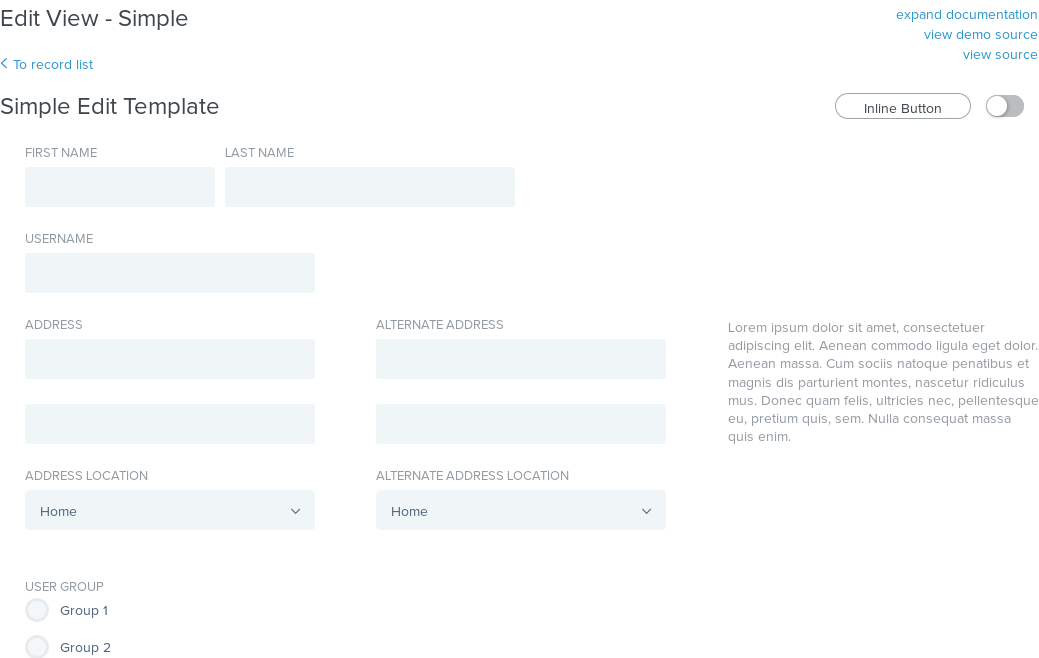 Edit View - Simple
expand documentation
view demo source
view source
To record list
Simple Edit Template
Inline Button
FIRST NAME
LAST NAME
USERNAME
ADDRESS
ALTERNATE ADDRESS
Lorem ipsum dolor sit amet, consectetuer
adipiscing elit. Aenean commodo ligula eget dolor.
Aenean massa. Cum sociis natoque penatibus et
magnis dis parturient montes, nascetur ridiculus
mus. Donec quam felis, ultricies nec, pellentesque
eu, pretium quis, sem. Nulla consequat massa
quis enim.
ADDRESS LOCATION
ALTERNATE ADDRESS LOCATION
Home
Home
USER GROUP
Group 1
Group 2